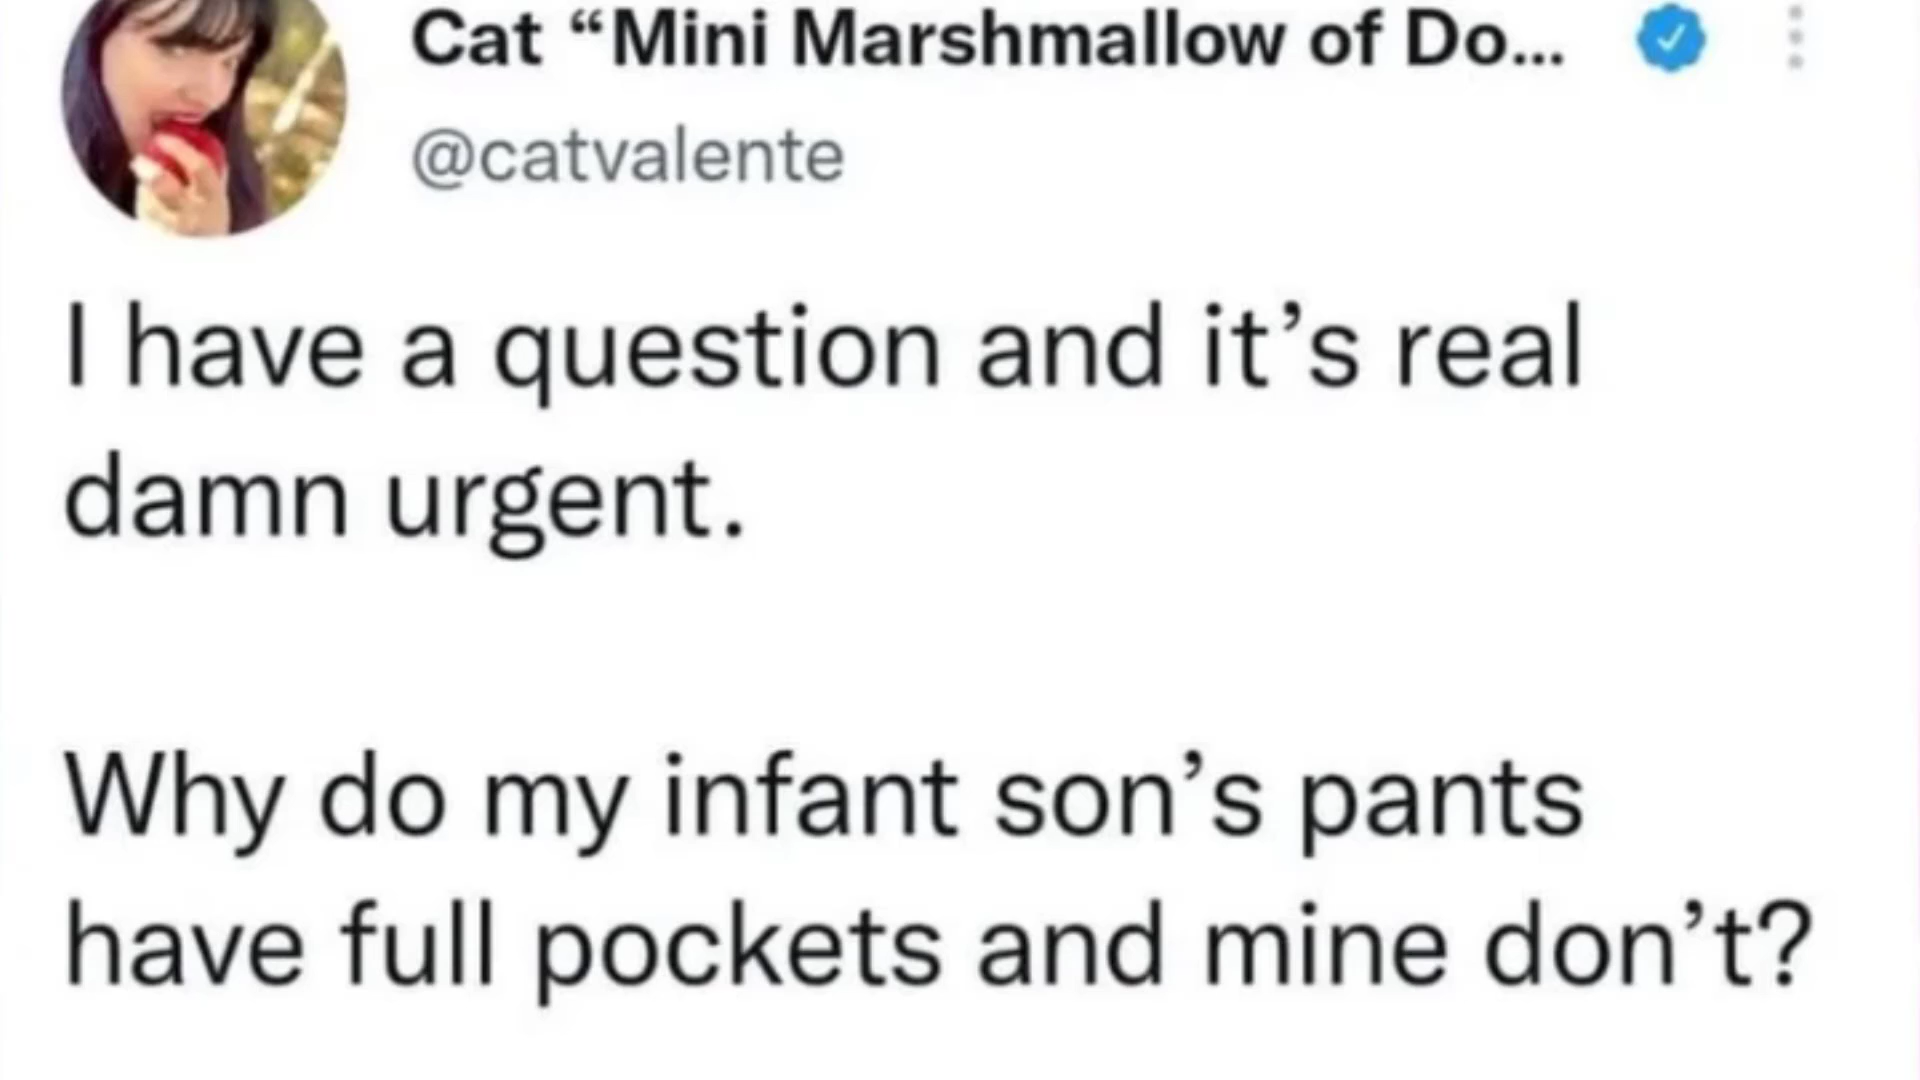 Cat “Mini Marshmallow of Do...
@catvalente
I have a question and it’s real
damn urgent.
Why do my infant son’s pants
have full pockets and mine don’t?